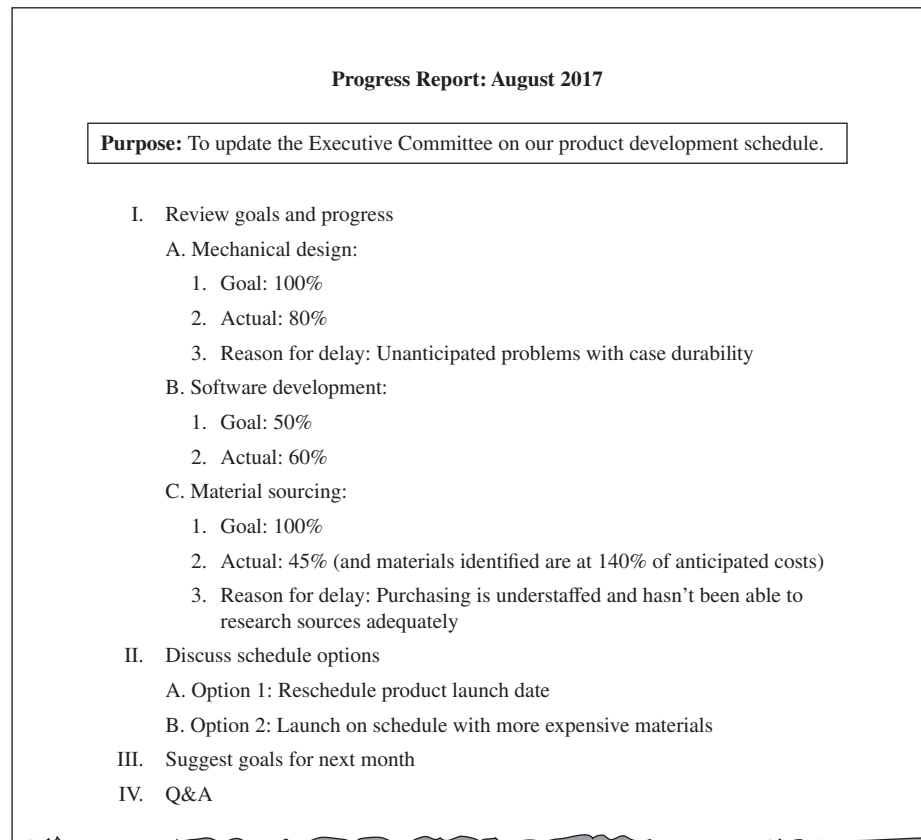 Progress Report: August 2017
Purpose: To update the Executive Committee on our product development schedule.
I. Review goals and progress
A. Mechanical design:
1. Goal: 100%
2. Actual: 80%
3. Reason for delay: Unanticipated problems with case durability
B. Software development:
1. Goal: 50%
2. Actual: 60%
C. Material sourcing:
1. Goal: 100%
2. Actual: 45% (and materials identified are at 140% of anticipated costs)
3. Reason for delay: Purchasing is understaffed and hasn’t been able to
research sources adequately
II. Discuss schedule options
A. Option 1: Reschedule product launch date
B. Option 2: Launch on schedule with more expensive materials
III. Suggest goals for next month
IV. Q&A